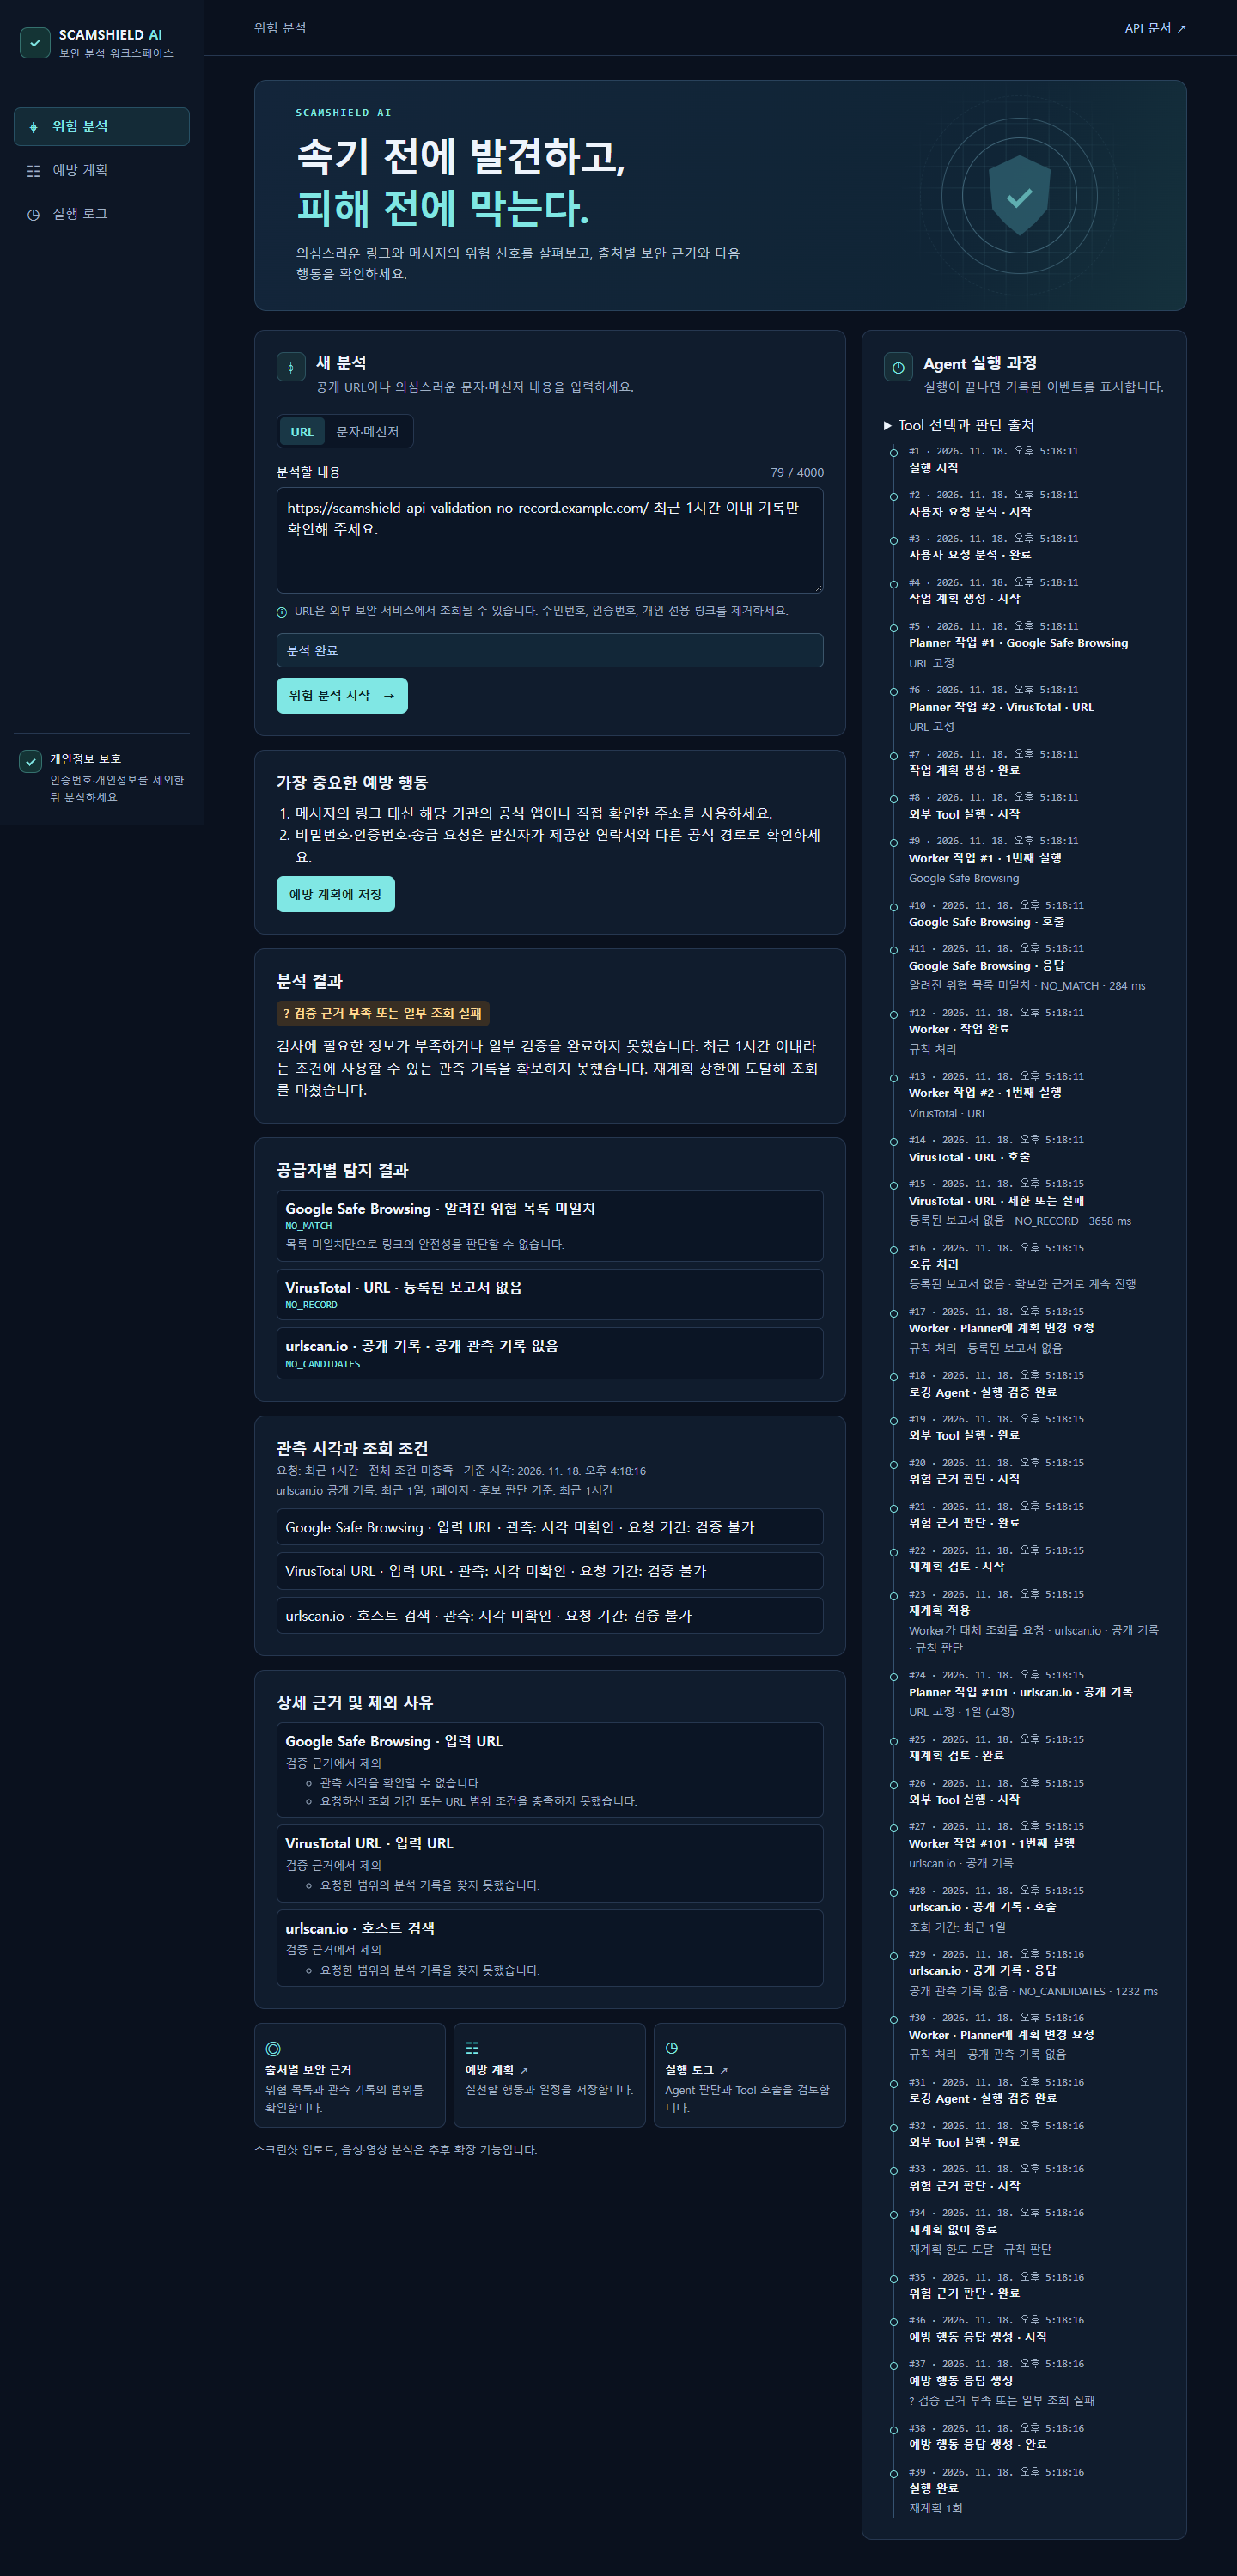 SCAMSHIELD AI
보안 분석 워크스페이스
위험 분석
예방 계획
실행 로그
개인정보 보호
인증번호·개인정보를 제외한
뒤 분석하세요.
위험 분석
API 문서 ↗
SCAMSHIELD AI
속기 전에 발견하고,
피해 전에 막는다.
의심스러운 링크와 메시지의 위험 신호를 살펴보고, 출처별 보안 근거와 다음
행동을 확인하세요.
새 분석
공개 URL이나 의심스러운 문자·메신저 내용을 입력하세요.
URL
문자·메신저
분석할 내용
79 / 4000
https://scamshield-api-validation-no-record.example.com/ 최근 1시간 이내 기록만
확인해 주세요.
URL은 외부 보안 서비스에서 조회될 수 있습니다. 주민번호, 인증번호, 개인 전용 링크를 제거하세요.
분석 완료
위험 분석 시작 →
가장 중요한 예방 행동
1. 메시지의 링크 대신 해당 기관의 공식 앱이나 직접 확인한 주소를 사용하세요.
2. 비밀번호·인증번호·송금 요청은 발신자가 제공한 연락처와 다른 공식 경로로 확인하세
요.
예방 계획에 저장
분석 결과
? 검증 근거 부족 또는 일부 조회 실패
검사에 필요한 정보가 부족하거나 일부 검증을 완료하지 못했습니다. 최근 1시간 이내라
는 조건에 사용할 수 있는 관측 기록을 확보하지 못했습니다. 재계획 상한에 도달해 조회
를 마쳤습니다.
공급자별 탐지 결과
Google Safe Browsing · 알려진 위협 목록 미일치
NO_MATCH
목록 미일치만으로 링크의 안전성을 판단할 수 없습니다.
VirusTotal · URL · 등록된 보고서 없음
NO_RECORD
urlscan.io · 공개 기록 · 공개 관측 기록 없음
NO_CANDIDATES
관측 시각과 조회 조건
요청: 최근 1시간 · 전체 조건 미충족 · 기준 시각: 2026. 11. 18. 오후 4:18:16
urlscan.io 공개 기록: 최근 1일, 1페이지 · 후보 판단 기준: 최근 1시간
Google Safe Browsing · 입력 URL · 관측: 시각 미확인 · 요청 기간: 검증 불가
VirusTotal URL · 입력 URL · 관측: 시각 미확인 · 요청 기간: 검증 불가
urlscan.io · 호스트 검색 · 관측: 시각 미확인 · 요청 기간: 검증 불가
상세 근거 및 제외 사유
Google Safe Browsing · 입력 URL
검증 근거에서 제외
관측 시각을 확인할 수 없습니다.
요청하신 조회 기간 또는 URL 범위 조건을 충족하지 못했습니다.
VirusTotal URL · 입력 URL
검증 근거에서 제외
요청한 범위의 분석 기록을 찾지 못했습니다.
urlscan.io · 호스트 검색
검증 근거에서 제외
요청한 범위의 분석 기록을 찾지 못했습니다.
출처별 보안 근거
위협 목록과 관측 기록의 범위를
확인합니다.
예방 계획 ↗
실천할 행동과 일정을 저장합니다.
실행 로그 ↗
Agent 판단과 Tool 호출을 검토합
니다.
스크린샷 업로드, 음성·영상 분석은 추후 확장 기능입니다.
Agent 실행 과정
실행이 끝나면 기록된 이벤트를 표시합니다.
▶ Tool 선택과 판단 출처
#1 · 2026. 11. 18. 오후 5:18:11
실행 시작
#2 · 2026. 11. 18. 오후 5:18:11
사용자 요청 분석 · 시작
#3 · 2026. 11. 18. 오후 5:18:11
사용자 요청 분석 · 완료
#4 · 2026. 11. 18. 오후 5:18:11
작업 계획 생성 · 시작
#5 · 2026. 11. 18. 오후 5:18:11
Planner 작업 #1 · Google Safe Browsing
URL 고정
#6 · 2026. 11. 18. 오후 5:18:11
Planner 작업 #2 · VirusTotal · URL
URL 고정
#7 · 2026. 11. 18. 오후 5:18:11
작업 계획 생성 · 완료
#8 · 2026. 11. 18. 오후 5:18:11
외부 Tool 실행 · 시작
#9 · 2026. 11. 18. 오후 5:18:11
Worker 작업 #1 · 1번째 실행
Google Safe Browsing
#10 · 2026. 11. 18. 오후 5:18:11
Google Safe Browsing · 호출
#11 · 2026. 11. 18. 오후 5:18:11
Google Safe Browsing · 응답
알려진 위협 목록 미일치 · NO_MATCH · 284 ms
#12 · 2026. 11. 18. 오후 5:18:11
Worker · 작업 완료
규칙 처리
#13 · 2026. 11. 18. 오후 5:18:11
Worker 작업 #2 · 1번째 실행
VirusTotal · URL
#14 · 2026. 11. 18. 오후 5:18:11
VirusTotal · URL · 호출
#15 · 2026. 11. 18. 오후 5:18:15
VirusTotal · URL · 제한 또는 실패
등록된 보고서 없음 · NO_RECORD · 3658 ms
#16 · 2026. 11. 18. 오후 5:18:15
오류 처리
등록된 보고서 없음 · 확보한 근거로 계속 진행
#17 · 2026. 11. 18. 오후 5:18:15
Worker · Planner에 계획 변경 요청
규칙 처리 · 등록된 보고서 없음
#18 · 2026. 11. 18. 오후 5:18:15
로깅 Agent · 실행 검증 완료
#19 · 2026. 11. 18. 오후 5:18:15
외부 Tool 실행 · 완료
#20 · 2026. 11. 18. 오후 5:18:15
위험 근거 판단 · 시작
#21 · 2026. 11. 18. 오후 5:18:15
위험 근거 판단 · 완료
#22 · 2026. 11. 18. 오후 5:18:15
재계획 검토 · 시작
#23 · 2026. 11. 18. 오후 5:18:15
재계획 적용
Worker가 대체 조회를 요청 · urlscan.io · 공개 기록
· 규칙 판단
#24 · 2026. 11. 18. 오후 5:18:15
Planner 작업 #101 · urlscan.io · 공개 기록
URL 고정 · 1일 (고정)
#25 · 2026. 11. 18. 오후 5:18:15
재계획 검토 · 완료
#26 · 2026. 11. 18. 오후 5:18:15
외부 Tool 실행 · 시작
#27 · 2026. 11. 18. 오후 5:18:15
Worker 작업 #101 · 1번째 실행
urlscan.io · 공개 기록
#28 · 2026. 11. 18. 오후 5:18:15
urlscan.io · 공개 기록 · 호출
조회 기간: 최근 1일
#29 · 2026. 11. 18. 오후 5:18:16
urlscan.io · 공개 기록 · 응답
공개 관측 기록 없음 · NO_CANDIDATES · 1232 ms
#30 · 2026. 11. 18. 오후 5:18:16
Worker · Planner에 계획 변경 요청
규칙 처리 · 공개 관측 기록 없음
#31 · 2026. 11. 18. 오후 5:18:16
로깅 Agent · 실행 검증 완료
#32 · 2026. 11. 18. 오후 5:18:16
외부 Tool 실행 · 완료
#33 · 2026. 11. 18. 오후 5:18:16
위험 근거 판단 · 시작
#34 · 2026. 11. 18. 오후 5:18:16
재계획 없이 종료
재계획 한도 도달 · 규칙 판단
#35 · 2026. 11. 18. 오후 5:18:16
위험 근거 판단 · 완료
#36 · 2026. 11. 18. 오후 5:18:16
예방 행동 응답 생성 · 시작
#37 · 2026. 11. 18. 오후 5:18:16
예방 행동 응답 생성
? 검증 근거 부족 또는 일부 조회 실패
#38 · 2026. 11. 18. 오후 5:18:16
예방 행동 응답 생성 · 완료
#39 · 2026. 11. 18. 오후 5:18:16
실행 완료
재계획 1회